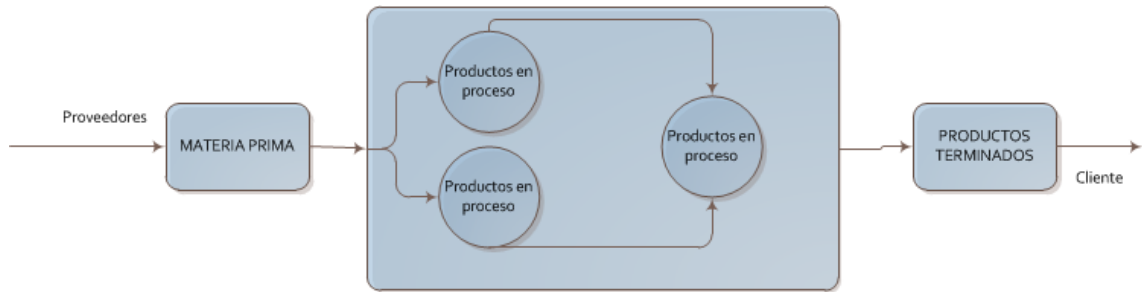 Proveedores
MATERIA PRIMA
Productos en
proceso
Productos en
proceso
Productos en
proceso
PRODUCTOS
TERMINADOS
Cliente